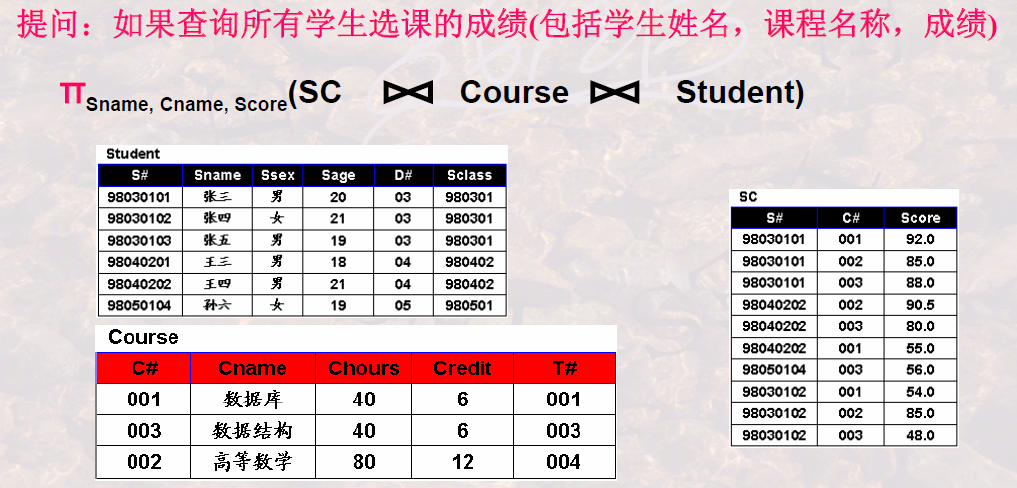 提问：如果查询所有学生选课的成绩(包括学生姓名，课程名称，成绩)
π Sname, Cname, Score(SC ⋈ Course ⋈ Student)
Student
S# Sname Ssex Sage D# Sclass
98030101 张三 男 20 03 980301
98030102 张四 女 21 03 980301
98030103 张五 男 19 03 980301
98040201 王三 男 18 04 980402
98040202 王四 男 21 04 980402
98050104 孙六 女 19 05 980501
Course
C# Cname Chours Credit T#
001 数据库 40 6 001
003 数据结构 40 6 003
002 高等数学 80 12 004
SC
S# C# Score
98030101 001 92.0
98030101 002 85.0
98030101 003 88.0
98040202 002 90.5
98040202 003 80.0
98040202 001 55.0
98050104 003 56.0
98030102 001 54.0
98030102 002 85.0
98030102 003 48.0